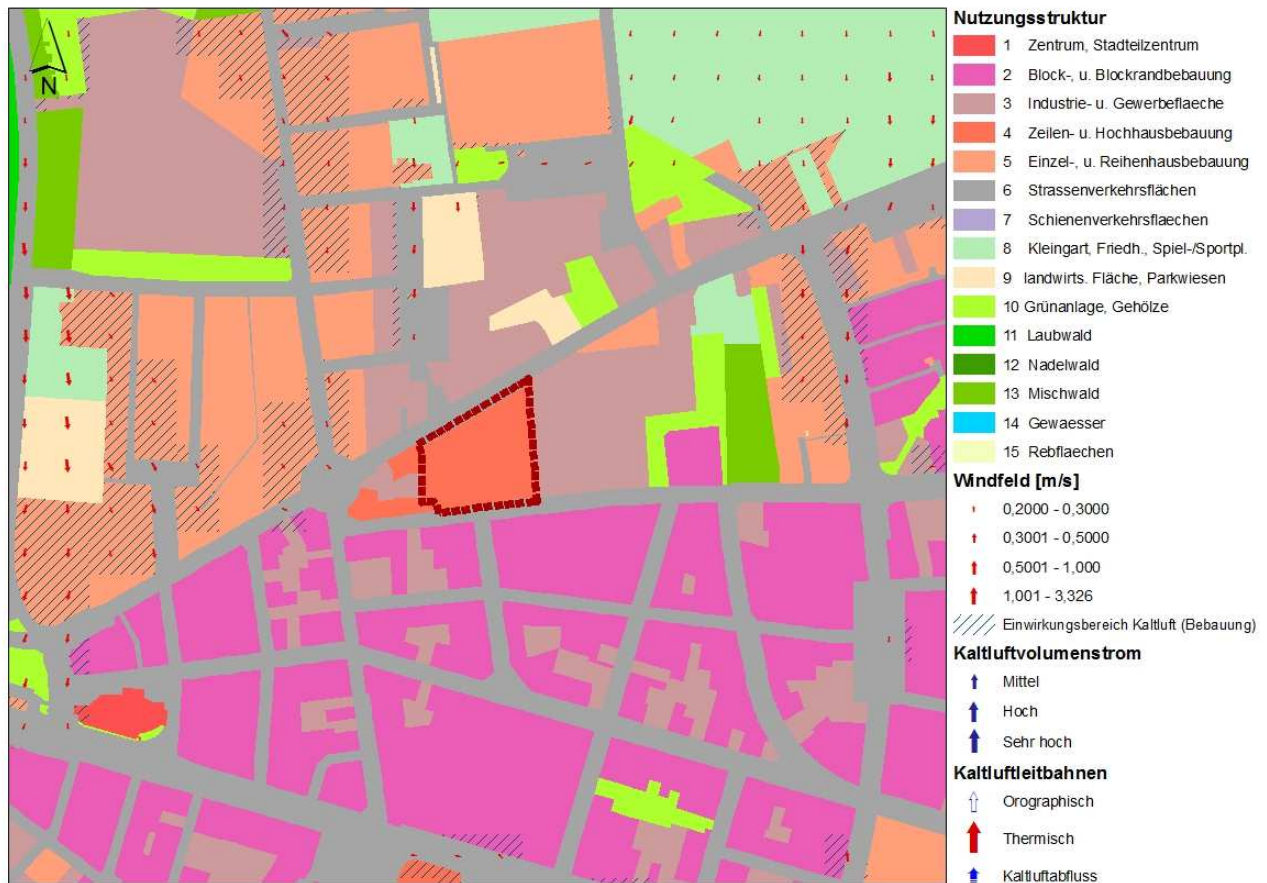 N
Nutzungsstruktur
1 Zentrum, Stadteilzentrum
2 Block-, u. Blockrandbebauung
3 Industrie- u. Gewerbeflaeche
4 Zeilen- u. Hochhausbebauung
5 Einzel-, u. Reihenhausbebauung
6 Strassenverkehrsflächen
7 Schienenverkehrsflaechen
8 Kleingart, Friedh., Spiel-/Sportpl.
9 landwirts. Fläche, Parkwiesen
10 Grünanlage, Gehölze
11 Laubwald
12 Nadelwald
13 Mischwald
14 Gewaesser
15 Rebflaechen
Windfeld [m/s]
0,2000 - 0,3000
0,3001 - 0,5000
0,5001 - 1,000
1,001 - 3,326
Einwirkungsbereich Kaltluft (Bebauung)
Kaltluftvolumenstrom
Mittel
Hoch
Sehr hoch
Kaltluftleitbahnen
Orographisch
Thermisch
Kaltluftabfluss